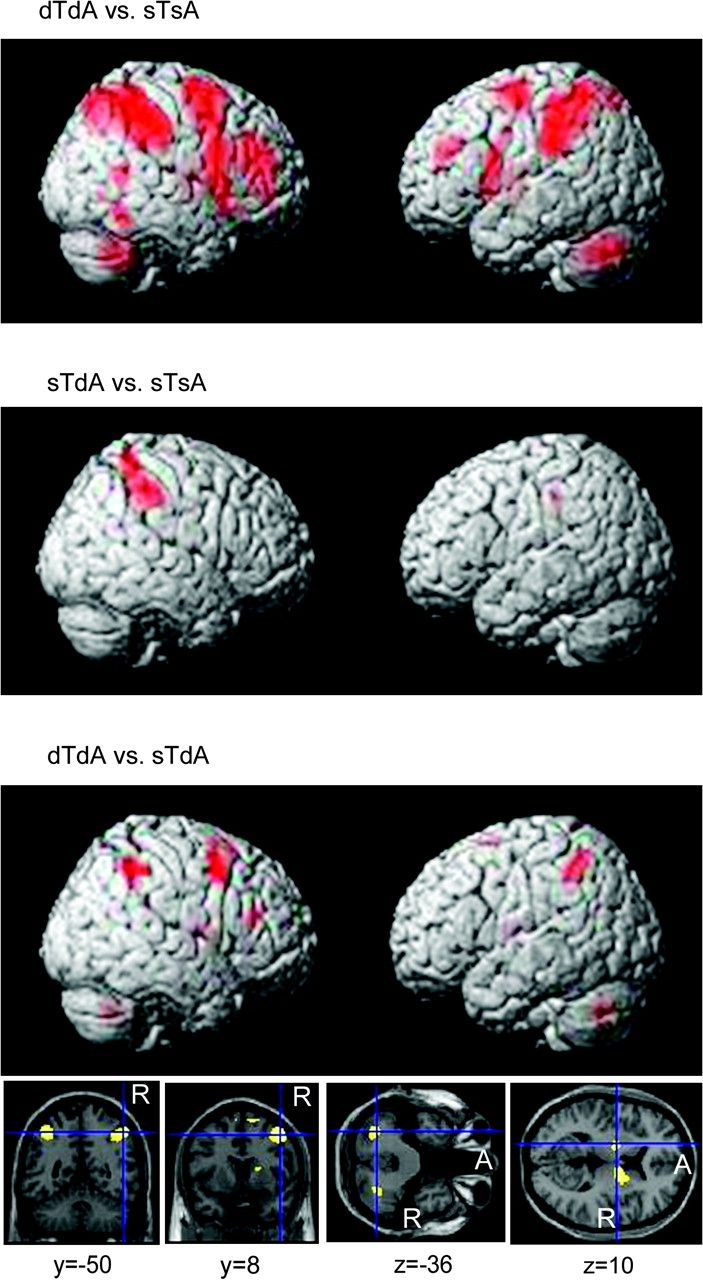 dTdA vs. sTsA
sTdA vs. sTsA
dTdA vs. sTdA
R R A R A R
y=-50 y=8 z=-36 z=10